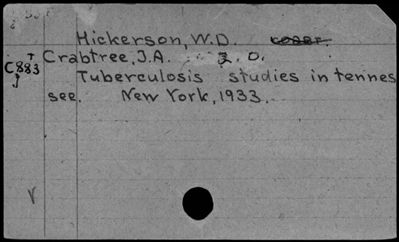 Hickerson, W.D.
Crabtree, J.A.
C883
J
Tuberculosis studies in tennes
see. New York, 1933.